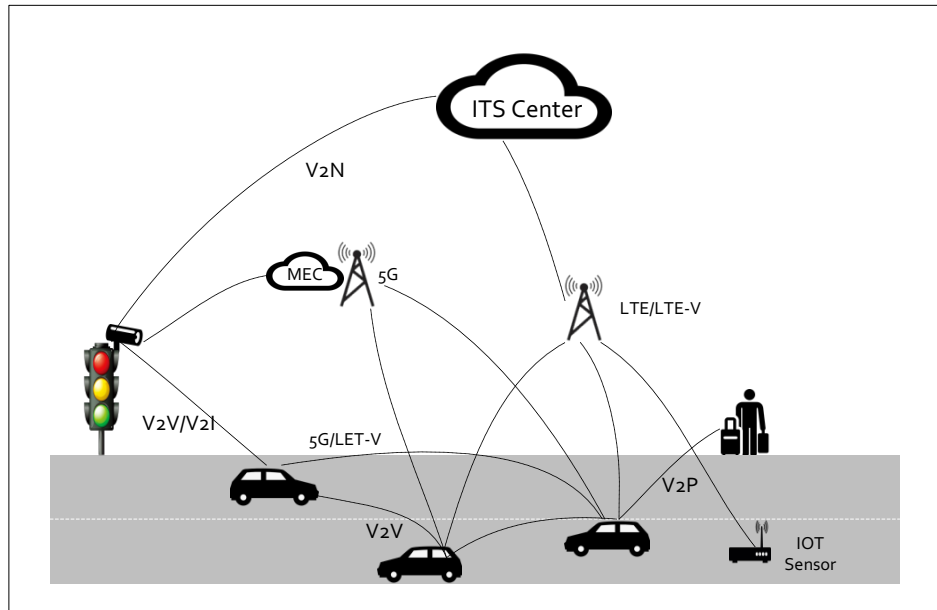 ITS Center
V2N
MEC
5G
LTE/LTE-V
V2V/V2I
5G/LET-V
V2P
V2V
IOT
Sensor